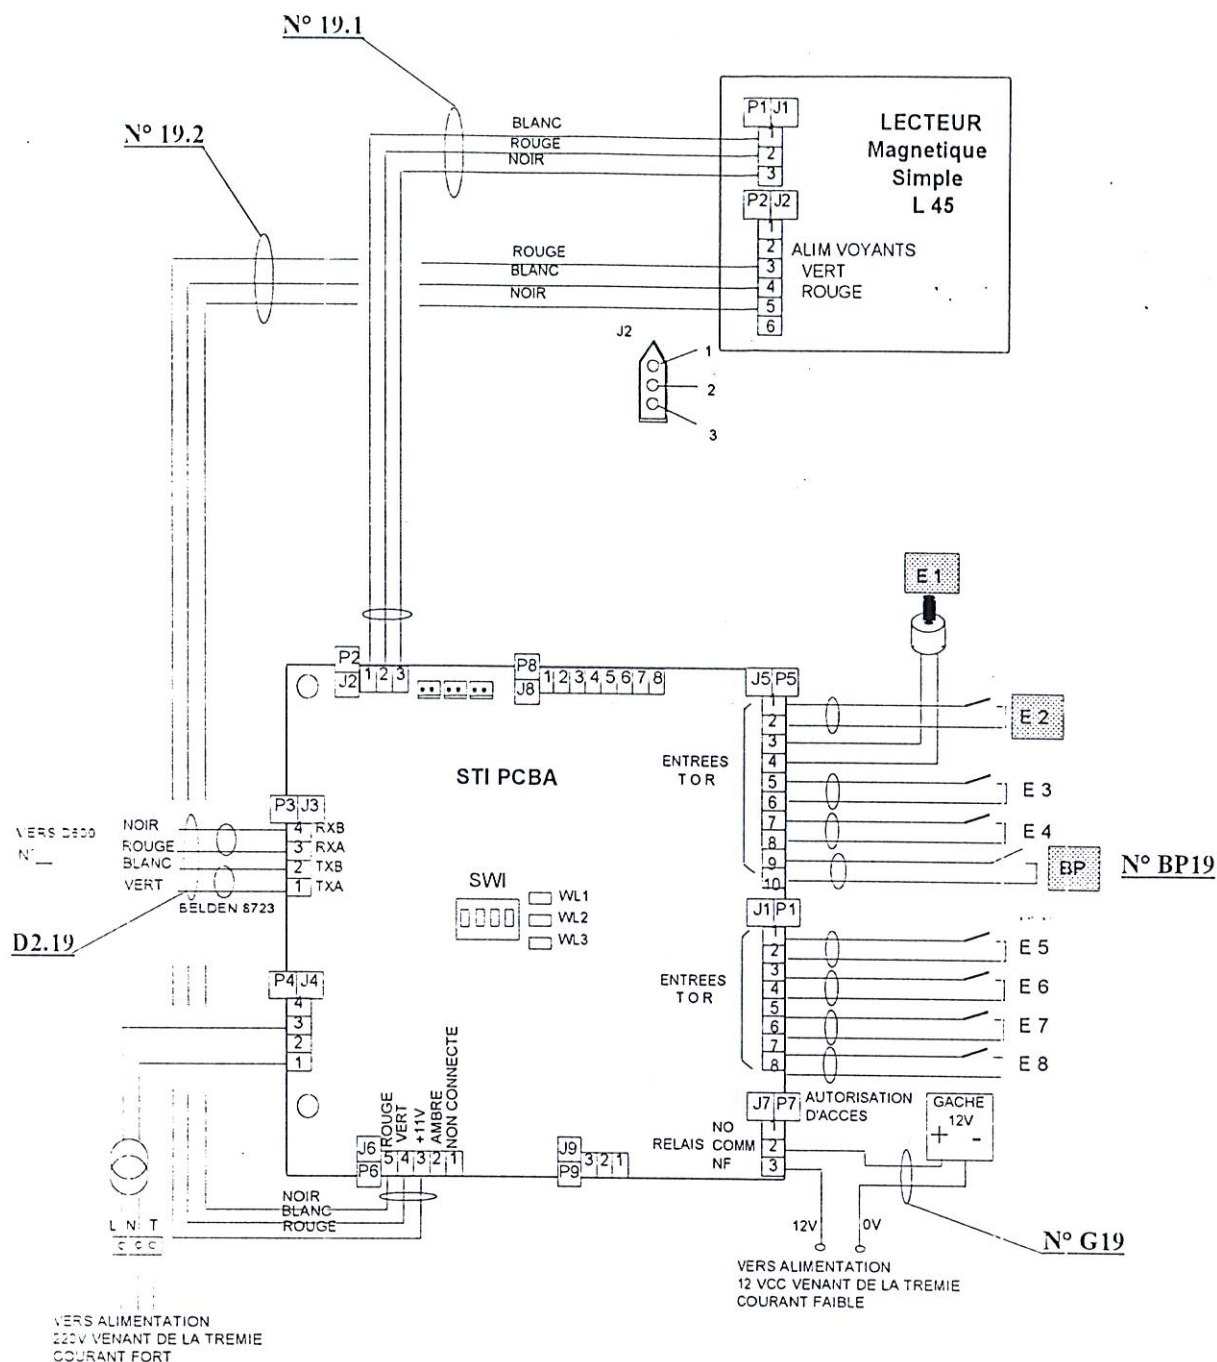 N° 19.1
N° 19.2
BLANC
ROUGE
NOIR
P1 J1
1
2
3
LECTEUR
Magnetique
Simple
L 45
P2 J2
1
2
3
4
5
6
ALIM VOYANTS
VERT
ROUGE
ROUGE
BLANC
NOIR
J2
1
2
3
E 1
P2
J2
1 2 3
P8
J8
1 2 3 4 5 6 7 8
J5 P5
1
2
3
4
5
6
7
8
9
10
ENTREES
T O R
E 2
E 3
E 4
BP
N° BP19
STI PCBA
P3 J3
4 RXB
3 RXA
2 TXB
1 TXA
NOIR
ROUGE
BLANC
VERT
VERS
BELDEN 8723
D2.19
SWI
WL1
WL2
WL3
J1 P1
1
2
3
4
5
6
7
8
ENTREES
T O R
E 5
E 6
E 7
E 8
P4 J4
4
3
2
1
ROUGE
VERT
+11V
AMBRE
NON CONNECTE
J6
P6
5 4 3 2 1
J9
P9
3 2 1
J7 P7
AUTORISATION
D'ACCES
NO
RELAIS COMM
NF
1
2
3
GACHE
12V
+ -
NOIR
BLANC
ROUGE
L N T
C C C
12V
0V
N° G19
VERS ALIMENTATION
12 VCC VENANT DE LA TREMIE
COURANT FAIBLE
VERS ALIMENTATION
220V VENANT DE LA TREMIE
COURANT FORT